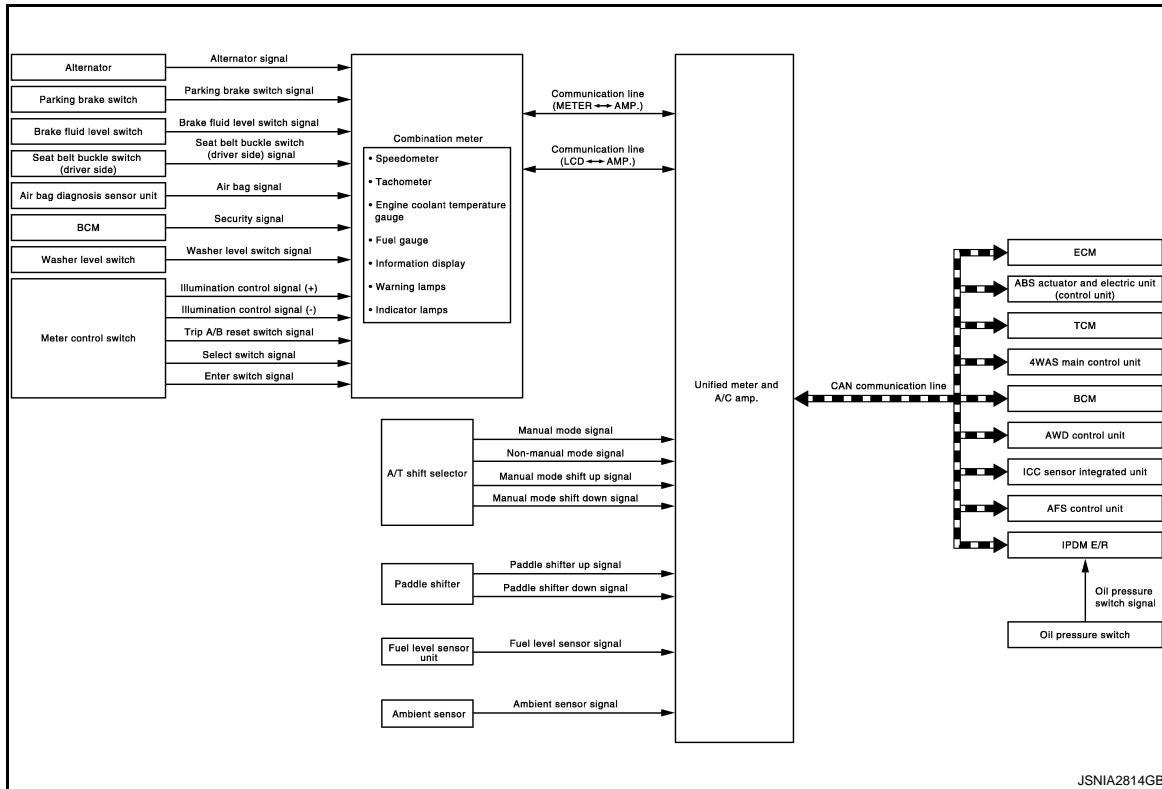 Alternator
Alternator signal
Parking brake switch
Parking brake switch signal
Brake fluid level switch
Brake fluid level switch signal
Seat belt buckle switch
(driver side)
Seat belt buckle switch
(driver side) signal
Air bag diagnosis sensor unit
Air bag signal
BCM
Security signal
Washer level switch
Washer level switch signal
Meter control switch
Illumination control signal (+)
Illumination control signal (-)
Trip A/B reset switch signal
Select switch signal
Enter switch signal
Combination meter
• Speedometer
• Tachometer
• Engine coolant temperature
gauge
• Fuel gauge
• Information display
• Warning lamps
• Indicator lamps
Communication line
(METER ↔ AMP.)
Communication line
(LCD ↔ AMP.)
A/T shift selector
Manual mode signal
Non-manual mode signal
Manual mode shift up signal
Manual mode shift down signal
Paddle shifter
Paddle shifter up signal
Paddle shifter down signal
Fuel level sensor
unit
Fuel level sensor signal
Ambient sensor
Ambient sensor signal
Unified meter and
A/C amp.
CAN communication line
ECM
ABS actuator and electric unit
(control unit)
TCM
4WAS main control unit
BCM
AWD control unit
ICC sensor integrated unit
AFS control unit
IPDM E/R
Oil pressure
switch signal
Oil pressure switch
JSNIA2814GB